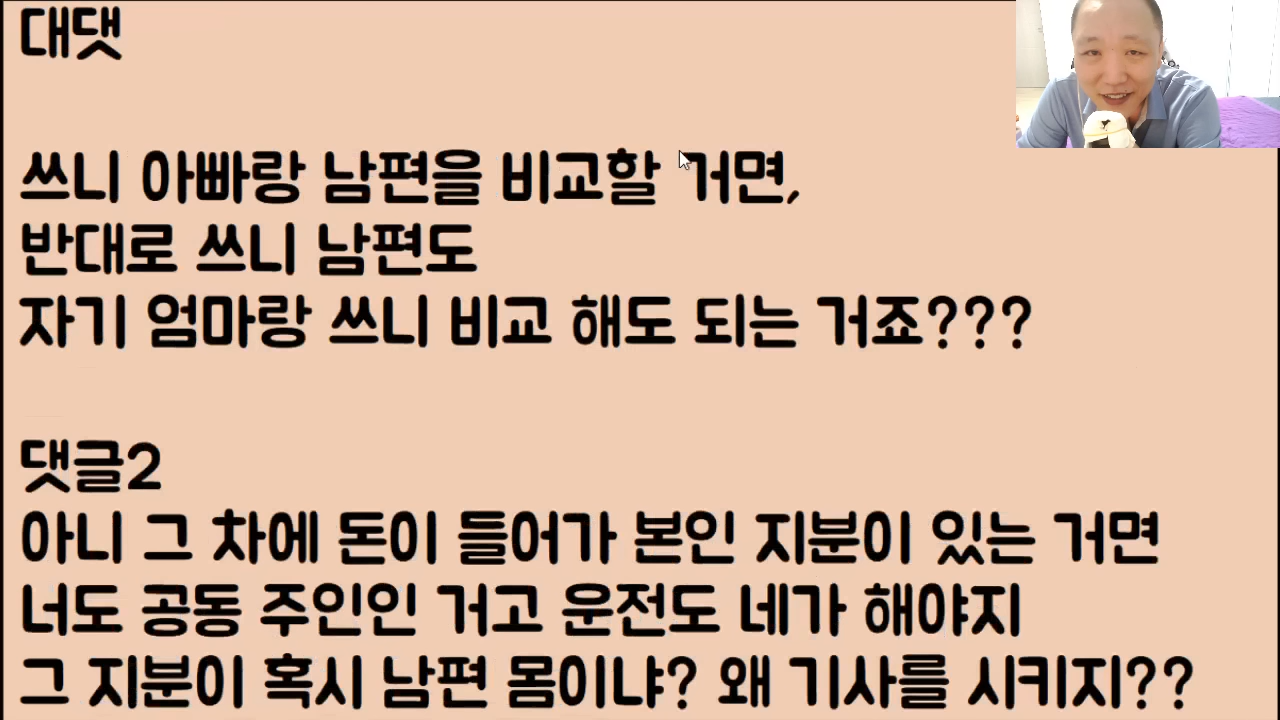 대댓
쓰니 아빠랑 남편을 비교할 거면,
반대로 쓰니 남편도
자기 엄마랑 쓰니 비교 해도 되는 거죠???
댓글2
아니 그 차에 돈이 들어가 본인 지분이 있는 거면
너도 공동 주인인 거고 운전도 네가 해야지
그 지분이 혹시 남편 몸이냐? 왜 기사를 시키지??